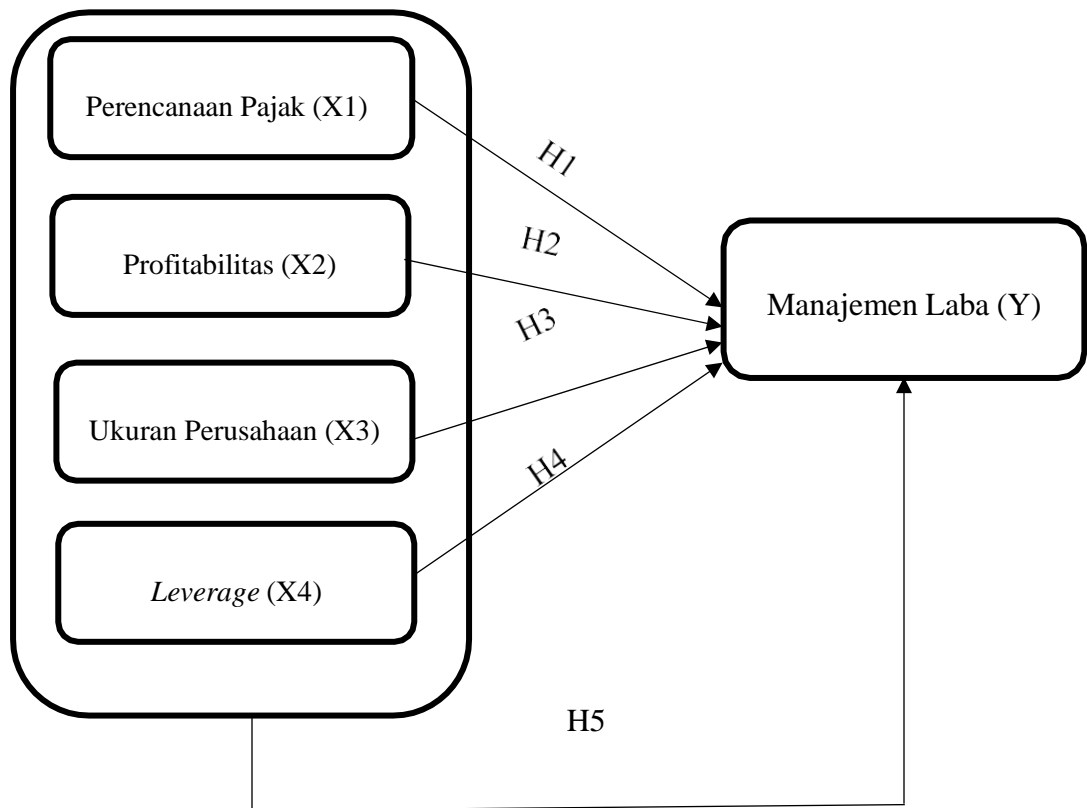 Perencanaan Pajak (X1)
H1
Profitabilitas (X2)
H2
Manajemen Laba (Y)
H3
Ukuran Perusahaan (X3)
H4
Leverage (X4)
H5